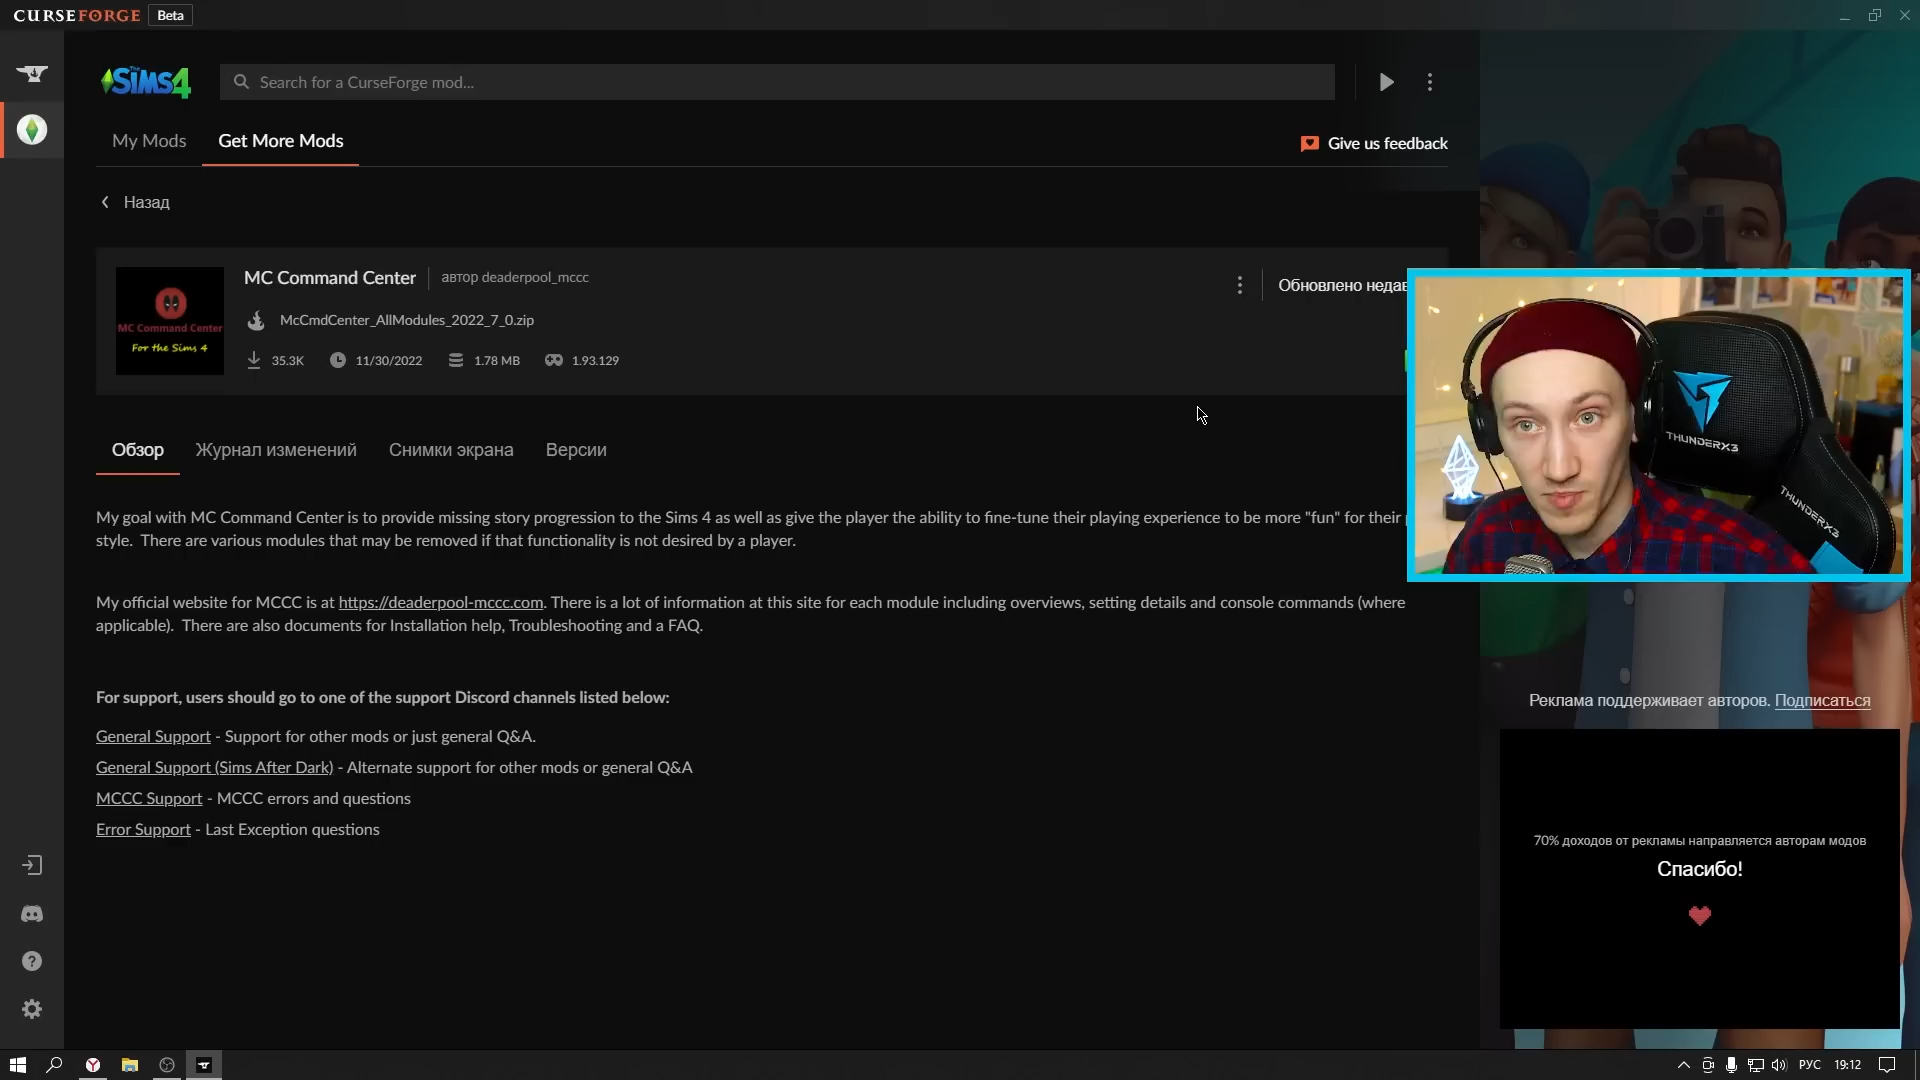 CURSEFORGE Beta
The Sims 4
Search for a CurseForge mod...
My Mods
Get More Mods
Give us feedback
Назад
MC Command Center
For the Sims 4
MC Command Center
автор deaderpool_mccc
McCmdCenter_AllModules_2022_7_0.zip
35.3K
11/30/2022
1.78 MB
1.93.129
Обновлено недав
THUNDERX3
THUNDERX3
Обзор
Журнал изменений
Снимки экрана
Версии
My goal with MC Command Center is to provide missing story progression to the Sims 4 as well as give the player the ability to fine-tune their playing experience to be more "fun" for their
style. There are various modules that may be removed if that functionality is not desired by a player.
My official website for MCCC is at https://deaderpool-mccc.com. There is a lot of information at this site for each module including overviews, setting details and console commands (where
applicable). There are also documents for Installation help, Troubleshooting and a FAQ.
For support, users should go to one of the support Discord channels listed below:
General Support - Support for other mods or just general Q&A.
General Support (Sims After Dark) - Alternate support for other mods or general Q&A
MCCC Support - MCCC errors and questions
Error Support - Last Exception questions
Реклама поддерживает авторов. Подписаться
70% доходов от рекламы направляется авторам модов
Спасибо!
РУС
19:12